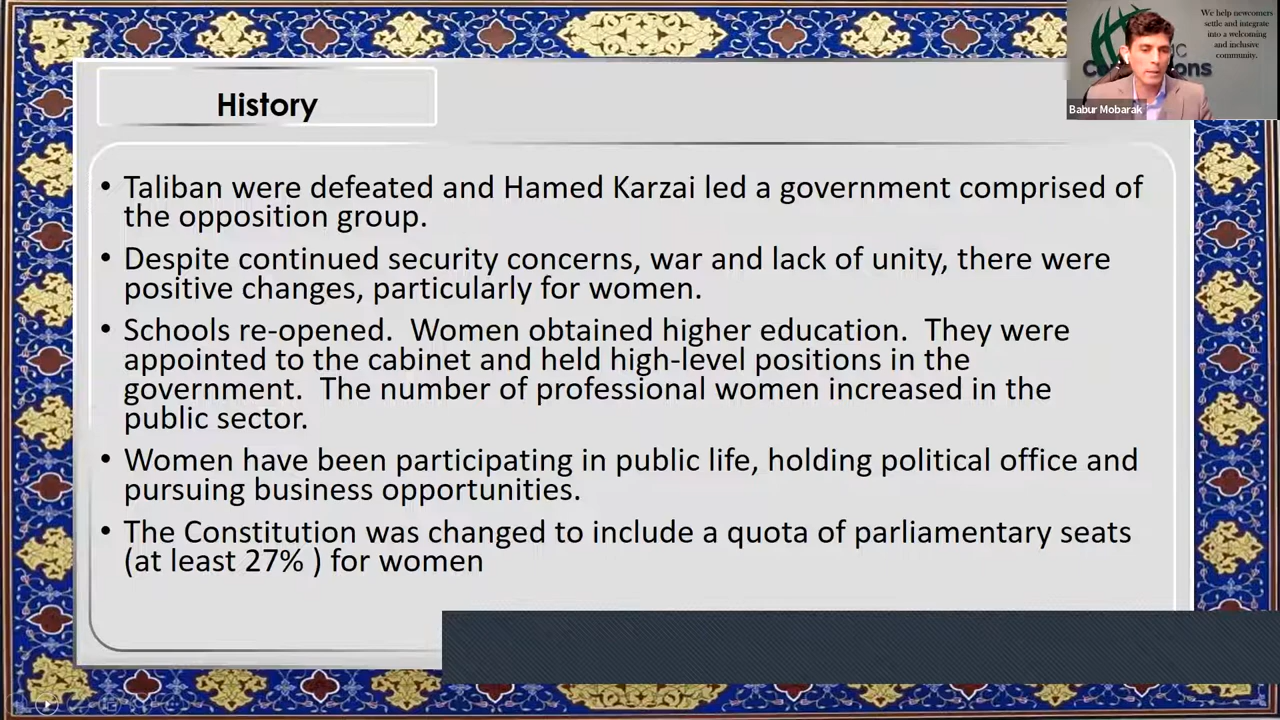 History
• Taliban were defeated and Hamed Karzai led a government comprised of
the opposition group.
• Despite continued security concerns, war and lack of unity, there were
positive changes, particularly for women.
• Schools re-opened.  Women obtained higher education.  They were
appointed to the cabinet and held high-level positions in the
government.  The number of professional women increased in the
public sector.
• Women have been participating in public life, holding political office and
pursuing business opportunities.
• The Constitution was changed to include a quota of parliamentary seats
(at least 27% ) for women
We help newcomers
settle and integrate
into a welcoming
and inclusive
community.
Babur Mobarak